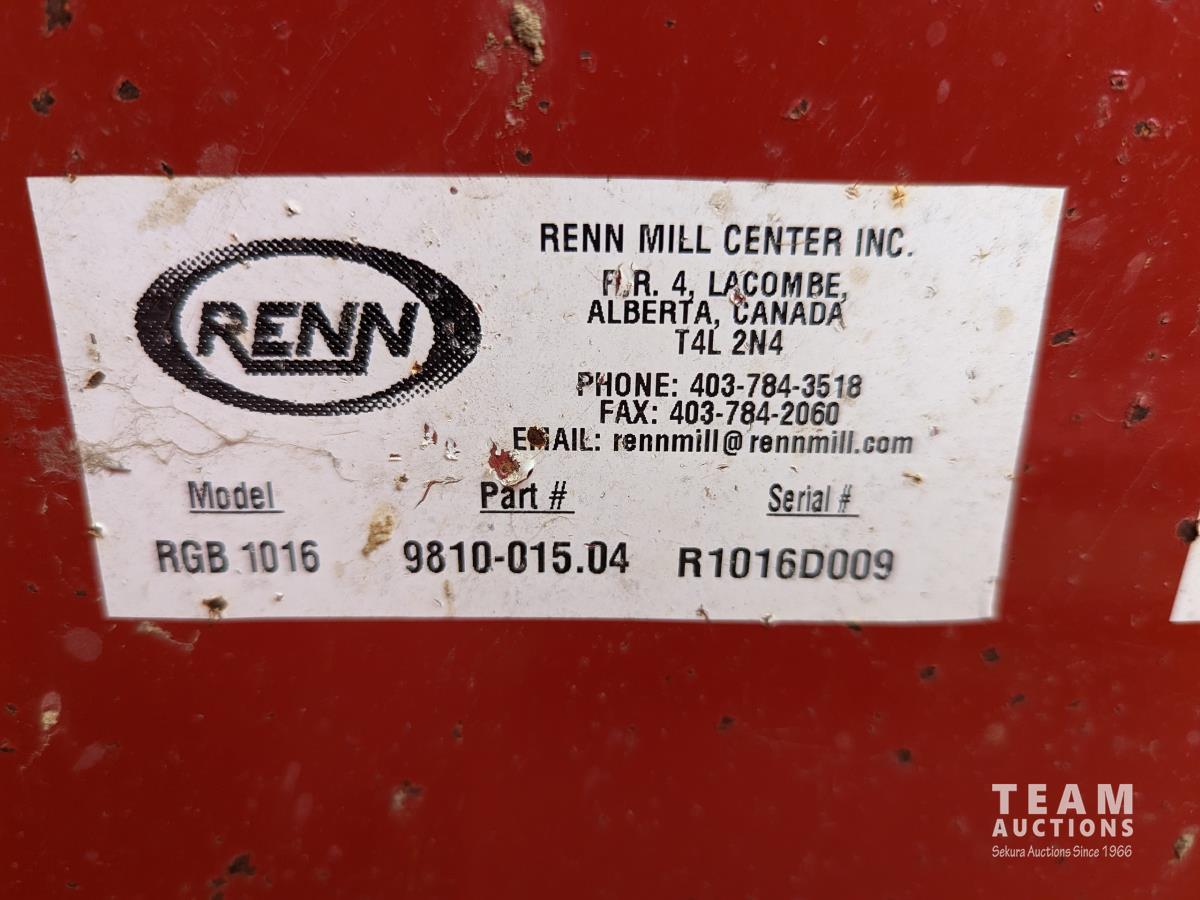 RENN
RENN MILL CENTER INC.
R.R. 4, LACOMBE,
ALBERTA, CANADA
T4L 2N4
PHONE: 403-784-3518
FAX: 403-784-2060
EMAIL: rennmill@rennmill.com
Model Part # Serial #
RGB 1016 9810-015.04 R1016D009
TEAM
AUCTIONS
Sekura Auctions Since 1966